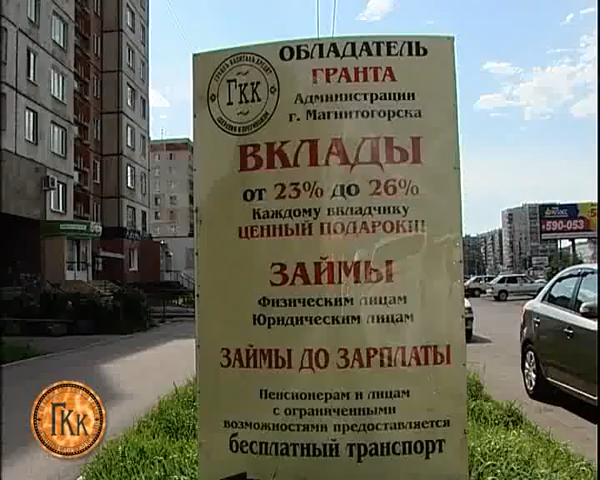 ОБЛАДАТЕЛЬ
ГРАНТА
Администрации
г. Магнитогорска
Гкк
ВКЛАДЫ
от 23% до 26%
Каждому вкладчику
ЦЕННЫЙ ПОДАРОК!!!
ЗАЙМЫ
Физическим лицам
Юридическим лицам
ЗАЙМЫ ДО ЗАРПЛАТЫ
Пенсионерам и лицам
с ограниченными
возможностями предоставляется
бесплатный транспорт
590-053
Гкк